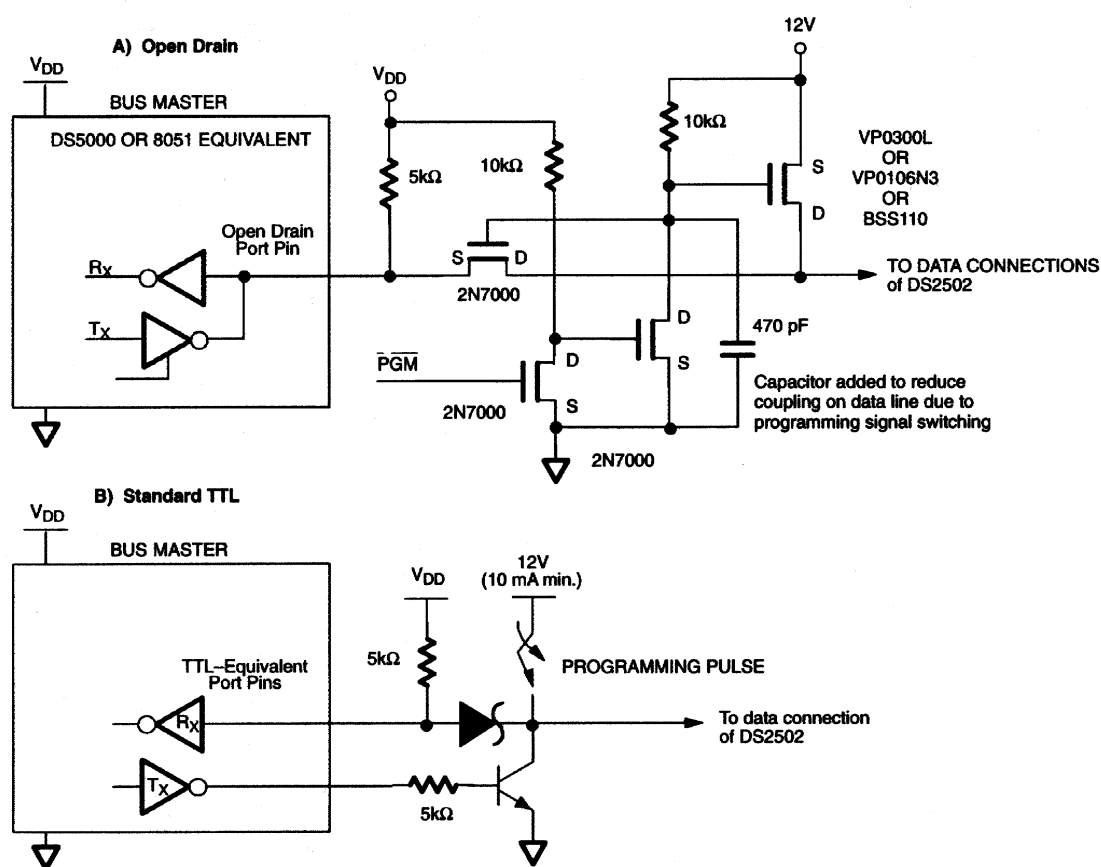 A) Open Drain
12V
VDD
VDD
BUS MASTER
DS5000 OR 8051 EQUIVALENT
5kΩ
10kΩ
10kΩ
VP0300L
OR
VP0106N3
OR
BSS110
S
D
Open Drain
Port Pin
RX
TX
S
D
2N7000
TO DATA CONNECTIONS
of DS2502
D
S
470 pF
PGM
D
S
2N7000
Capacitor added to reduce
coupling on data line due to
programming signal switching
2N7000
B) Standard TTL
VDD
BUS MASTER
VDD
12V
(10 mA min.)
5kΩ
PROGRAMMING PULSE
TTL–Equivalent
Port Pins
RX
To data connection
of DS2502
TX
5kΩ